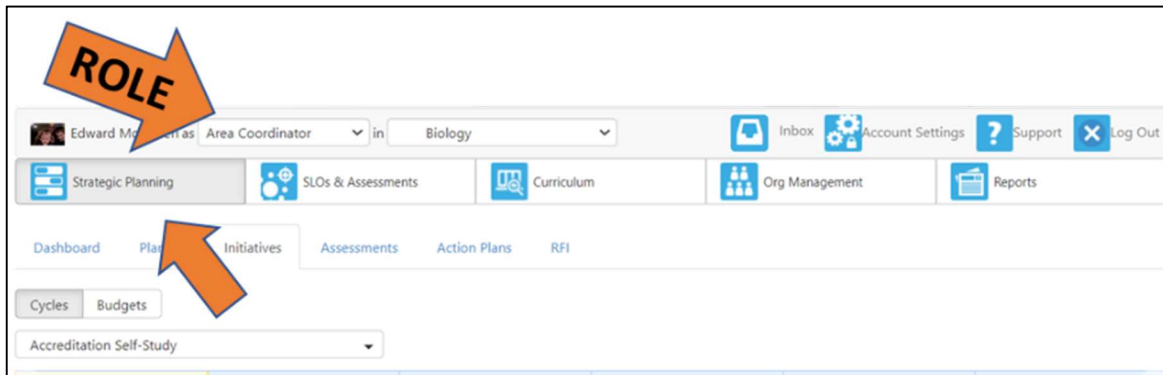 ROLE
Edward Mc as Area Coordinator in Biology Inbox Account Settings Support Log Out
Strategic Planning SLOs & Assessments Curriculum Org Management Reports
Dashboard Initiatives Assessments Action Plans RFI
Cycles Budgets
Accreditation Self-Study